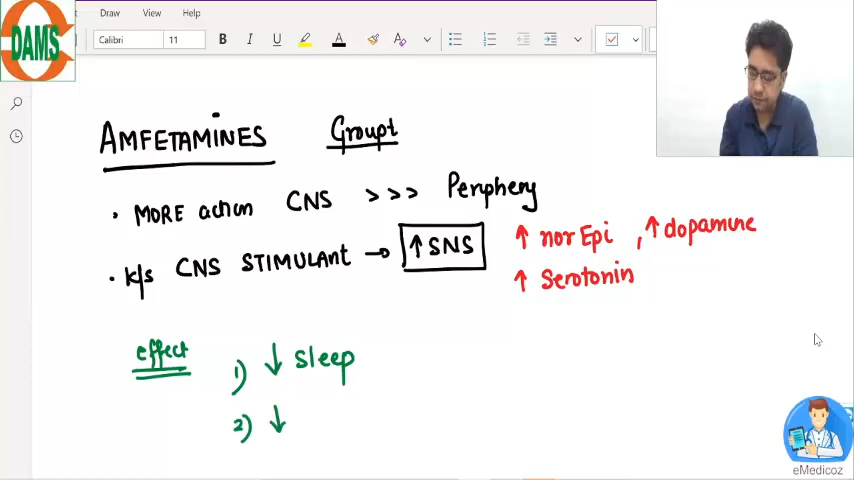 DAMS
Draw View Help
Calibri 11 B I U A
AMFETAMINES Groupt
• MORE action CNS >>> Periphery
• K/s CNS STIMULANT → ↑ SNS ↑ nor Epi , ↑ dopamine
↑ Serotonin
effect 1) ↓ Sleep
2) ↓
eMedicoz